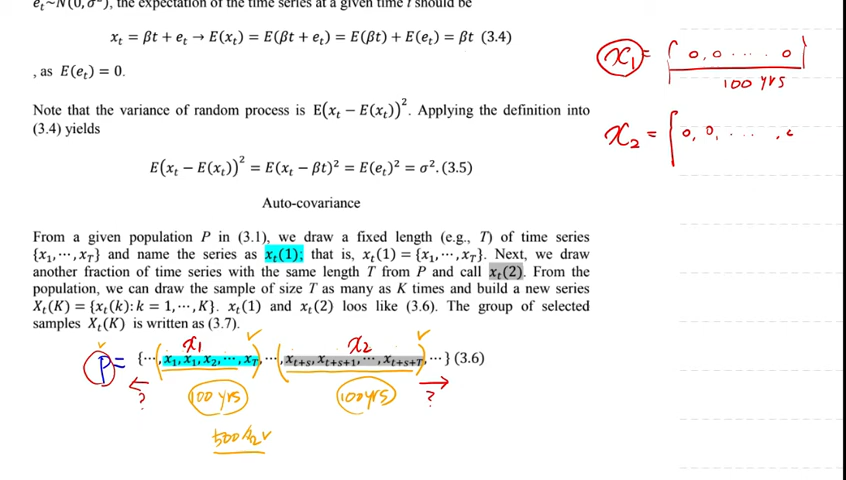 e_t~N(0, σ²), the expectation of the time series at a given time t should be
x_t = βt + e_t → E(x_t) = E(βt + e_t) = E(βt) + E(e_t) = βt (3.4)
, as E(e_t) = 0.
Note that the variance of random process is E(x_t − E(x_t))². Applying the definition into
(3.4) yields
E(x_t − E(x_t))² = E(x_t − βt)² = E(e_t)² = σ². (3.5)
Auto-covariance
From a given population P in (3.1), we draw a fixed length (e.g., T) of time series
{x_1, ⋯, x_T} and name the series as x_t(1); that is, x_t(1) = {x_1, ⋯, x_T}. Next, we draw
another fraction of time series with the same length T from P and call x_t(2). From the
population, we can draw the sample of size T as many as K times and build a new series
X_t(K) = {x_t(k): k = 1, ⋯, K}. x_t(1) and x_t(2) loos like (3.6). The group of selected
samples X_t(K) is written as (3.7).
x1 x2
P = {⋯, x_1, x_1, x_2, ⋯, x_T, ⋯, x_{t+s}, x_{t+s+1}, ⋯, x_{t+s+T}, ⋯} (3.6)
? 100 yrs 100 yrs ?
x1 = { 0, 0 .... 0 }
100 yrs
x2 = { 0, 0, ....,